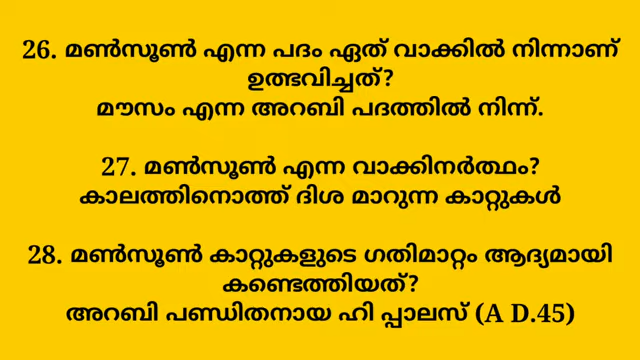 26. മൺസൂൺ എന്ന പദം ഏത് വാക്കിൽ നിന്നാണ്
ഉത്ഭവിച്ചത്?
മൗസം എന്ന അറബി പദത്തിൽ നിന്ന്.
27. മൺസൂൺ എന്ന വാക്കിനർത്ഥം?
കാലത്തിനൊത്ത് ദിശ മാറുന്ന കാറ്റുകൾ
28. മൺസൂൺ കാറ്റുകളുടെ ഗതിമാറ്റം ആദ്യമായി
കണ്ടെത്തിയത്?
അറബി പണ്ഡിതനായ ഹി പ്പാലസ് (A D.45)